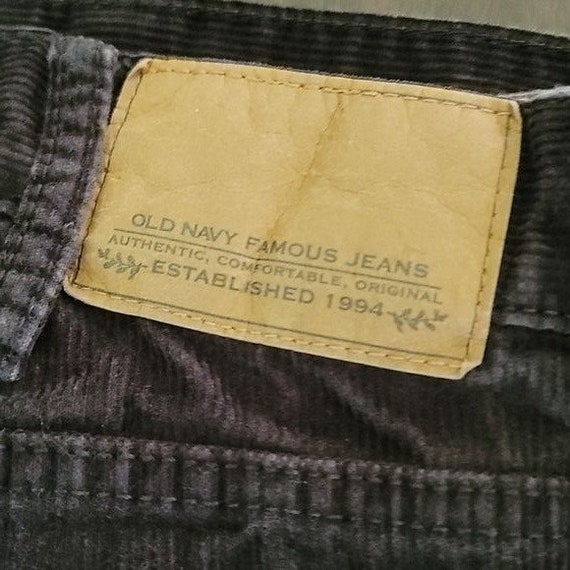 OLD NAVY FAMOUS JEANS
AUTHENTIC, COMFORTABLE, ORIGINAL
ESTABLISHED 1994